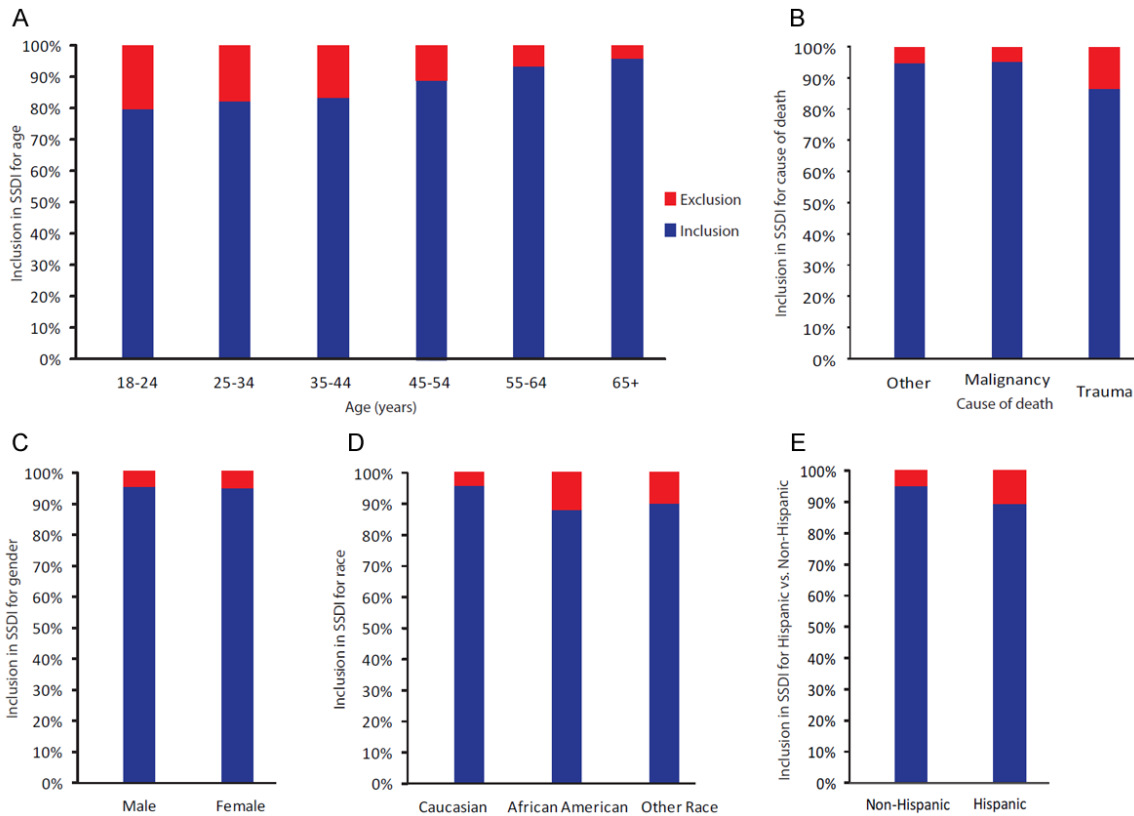 A
Inclusion in SSDI for age
100%
90%
80%
70%
60%
50%
40%
30%
20%
10%
0%
18-24 25-34 35-44 45-54 55-64 65+
Age (years)
Exclusion
Inclusion
B
Inclusion in SSDI for cause of death
100%
90%
80%
70%
60%
50%
40%
30%
20%
10%
0%
Other Malignancy Trauma
Cause of death
C
Inclusion in SSDI for gender
100%
90%
80%
70%
60%
50%
40%
30%
20%
10%
0%
Male Female
D
Inclusion in SSDI for race
100%
90%
80%
70%
60%
50%
40%
30%
20%
10%
0%
Caucasian African American Other Race
E
Inclusion in SSDI for Hispanic vs. Non-Hispanic
100%
90%
80%
70%
60%
50%
40%
30%
20%
10%
0%
Non-Hispanic Hispanic